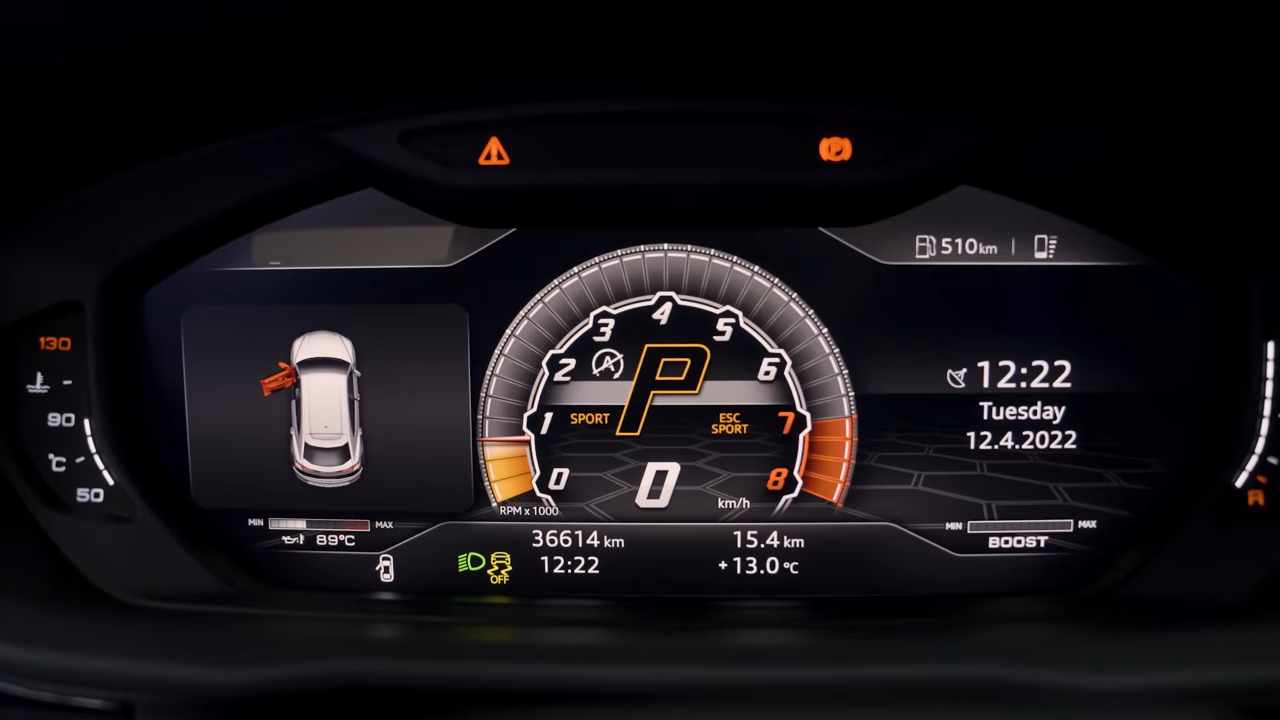 P
510 km
130
90
°C
50
0
1
2
3
4
5
6
7
8
A
P
SPORT
ESC
SPORT
0
km/h
RPM x 1000
12:22
Tuesday
12.4.2022
MIN
MAX
89°C
MIN
MAX
BOOST
36614 km
15.4 km
12:22
+13.0 °C
OFF
R